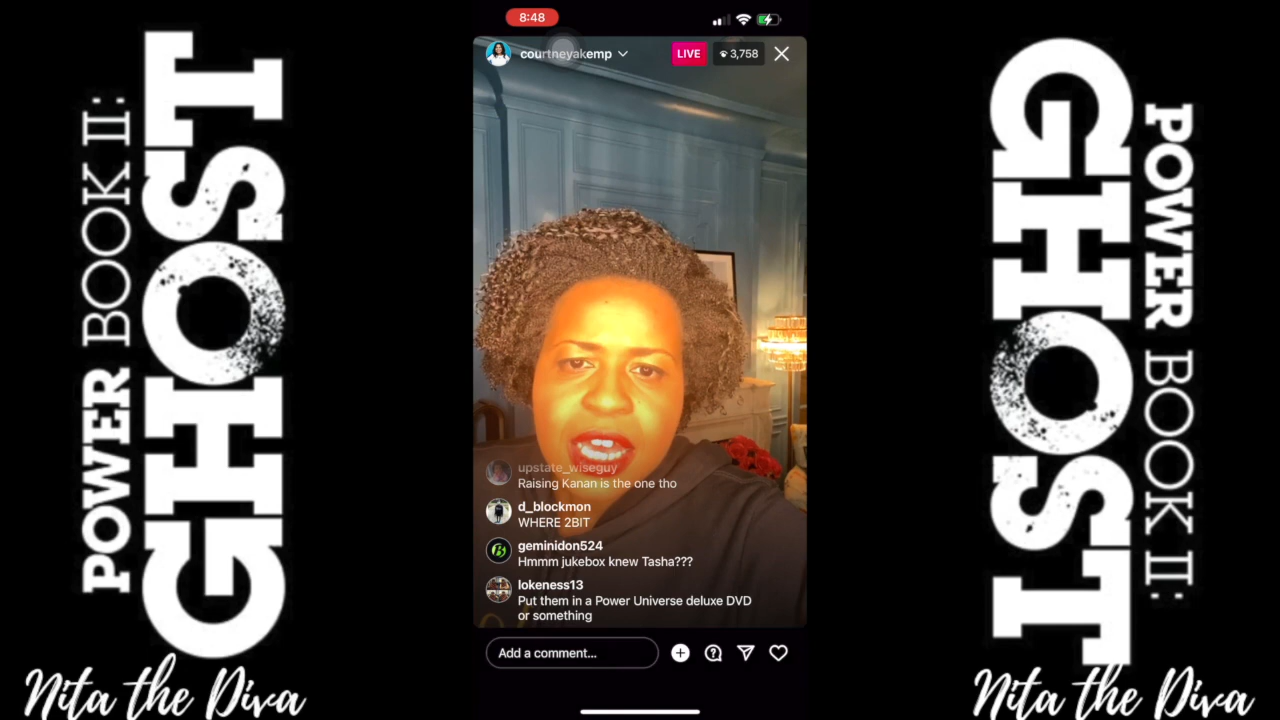 POWER BOOK II:
GHOST
Nita the Diva
8:48
courtneyakemp
LIVE
3,758
upstate_wiseguy
Raising Kanan is the one tho
d_blockmon
WHERE 2BIT
geminidon524
Hmmm jukebox knew Tasha???
lokeness13
Put them in a Power Universe deluxe DVD
or something
Add a comment...
POWER BOOK II:
GHOST
Nita the Diva